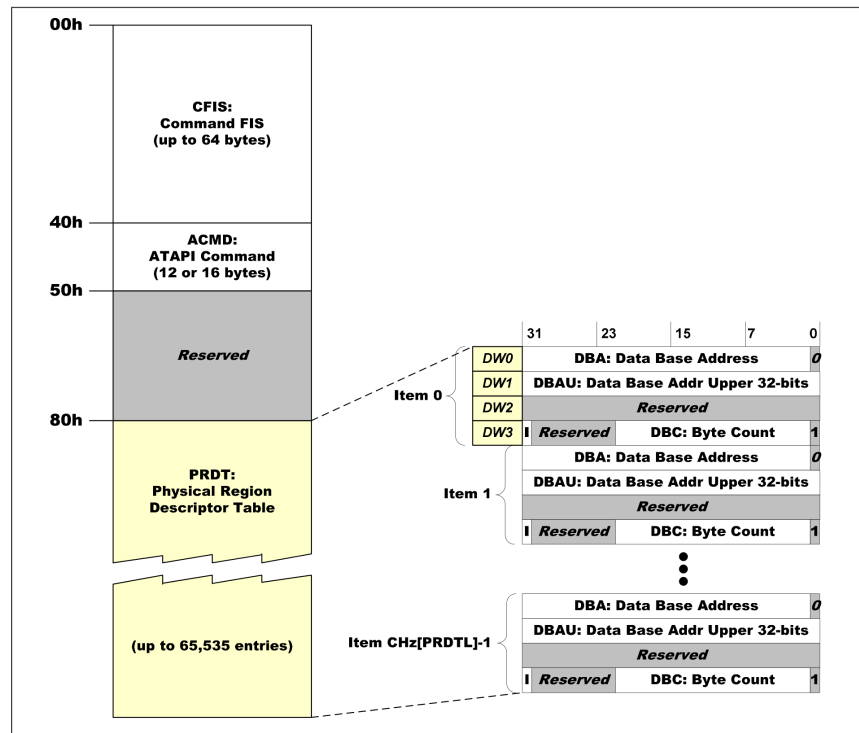 00h
CFIS:
Command FIS
(up to 64 bytes)
40h
ACMD:
ATAPI Command
(12 or 16 bytes)
50h
Reserved
80h
PRDT:
Physical Region
Descriptor Table
(up to 65,535 entries)
31 23 15 7 0
Item 0
DW0 DBA: Data Base Address 0
DW1 DBAU: Data Base Addr Upper 32-bits
DW2 Reserved
DW3 I Reserved DBC: Byte Count 1
Item 1
DBA: Data Base Address 0
DBAU: Data Base Addr Upper 32-bits
Reserved
I Reserved DBC: Byte Count 1
Item CHz[PRDTL]-1
DBA: Data Base Address 0
DBAU: Data Base Addr Upper 32-bits
Reserved
I Reserved DBC: Byte Count 1